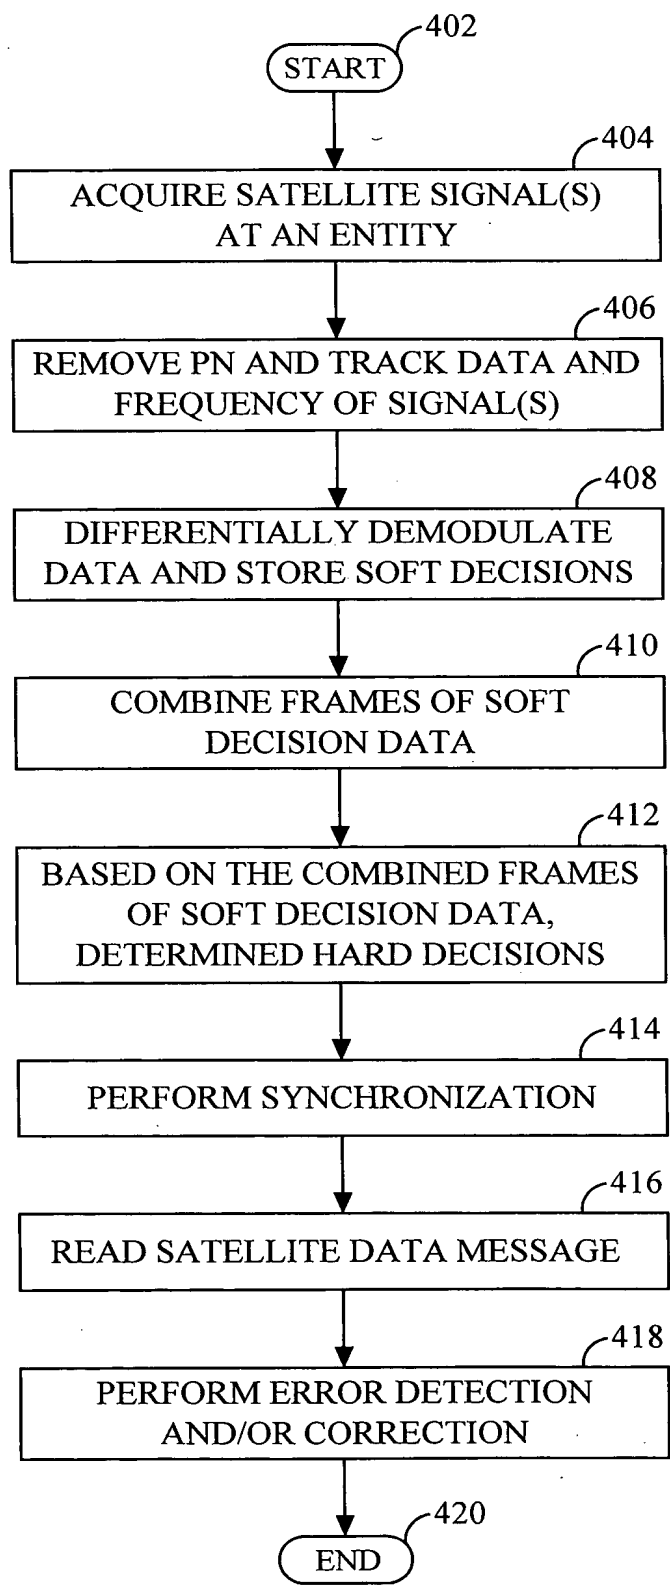 402
START
404
ACQUIRE SATELLITE SIGNAL(S)
AT AN ENTITY
406
REMOVE PN AND TRACK DATA AND
FREQUENCY OF SIGNAL(S)
408
DIFFERENTIALLY DEMODULATE
DATA AND STORE SOFT DECISIONS
410
COMBINE FRAMES OF SOFT
DECISION DATA
412
BASED ON THE COMBINED FRAMES
OF SOFT DECISION DATA,
DETERMINED HARD DECISIONS
414
PERFORM SYNCHRONIZATION
416
READ SATELLITE DATA MESSAGE
418
PERFORM ERROR DETECTION
AND/OR CORRECTION
420
END